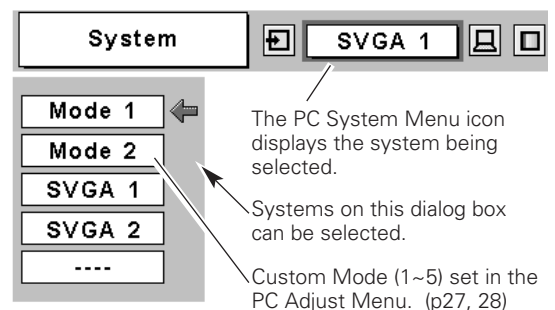 System
SVGA 1
Mode 1
Mode 2
SVGA 1
SVGA 2
----
The PC System Menu icon
displays the system being
selected.
Systems on this dialog box
can be selected.
Custom Mode (1~5) set in the
PC Adjust Menu. (p27, 28)